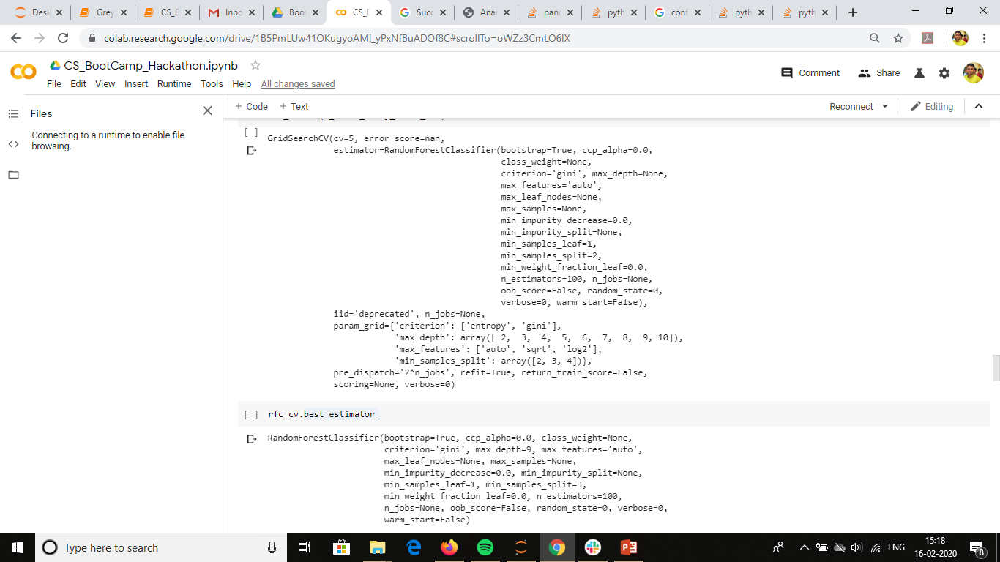 Desk
Grey
CS_E
Inbo
Boot
CS_E
Succ
Anal
panc
pyth
conf
pyth
pyth
colab.research.google.com/drive/1B5PmLUw41OKugyoAMI_yPxNfBuADOf8C#scrollTo=oWZz3CmLO6IX
CS_BootCamp_Hackathon.ipynb
Comment Share
File Edit View Insert Runtime Tools Help All changes saved
+ Code + Text Reconnect Editing
Files
Connecting to a runtime to enable file
browsing.
[ ]
GridSearchCV(cv=5, error_score=nan,
estimator=RandomForestClassifier(bootstrap=True, ccp_alpha=0.0,
class_weight=None,
criterion='gini', max_depth=None,
max_features='auto',
max_leaf_nodes=None,
max_samples=None,
min_impurity_decrease=0.0,
min_impurity_split=None,
min_samples_leaf=1,
min_samples_split=2,
min_weight_fraction_leaf=0.0,
n_estimators=100, n_jobs=None,
oob_score=False, random_state=0,
verbose=0, warm_start=False),
iid='deprecated', n_jobs=None,
param_grid={'criterion': ['entropy', 'gini'],
'max_depth': array([ 2,  3,  4,  5,  6,  7,  8,  9, 10]),
'max_features': ['auto', 'sqrt', 'log2'],
'min_samples_split': array([2, 3, 4])},
pre_dispatch='2*n_jobs', refit=True, return_train_score=False,
scoring=None, verbose=0)
[ ] rfc_cv.best_estimator_
RandomForestClassifier(bootstrap=True, ccp_alpha=0.0, class_weight=None,
criterion='gini', max_depth=9, max_features='auto',
max_leaf_nodes=None, max_samples=None,
min_impurity_decrease=0.0, min_impurity_split=None,
min_samples_leaf=1, min_samples_split=3,
min_weight_fraction_leaf=0.0, n_estimators=100,
n_jobs=None, oob_score=False, random_state=0, verbose=0,
warm_start=False)
Type here to search
ENG
15:18
16-02-2020
8